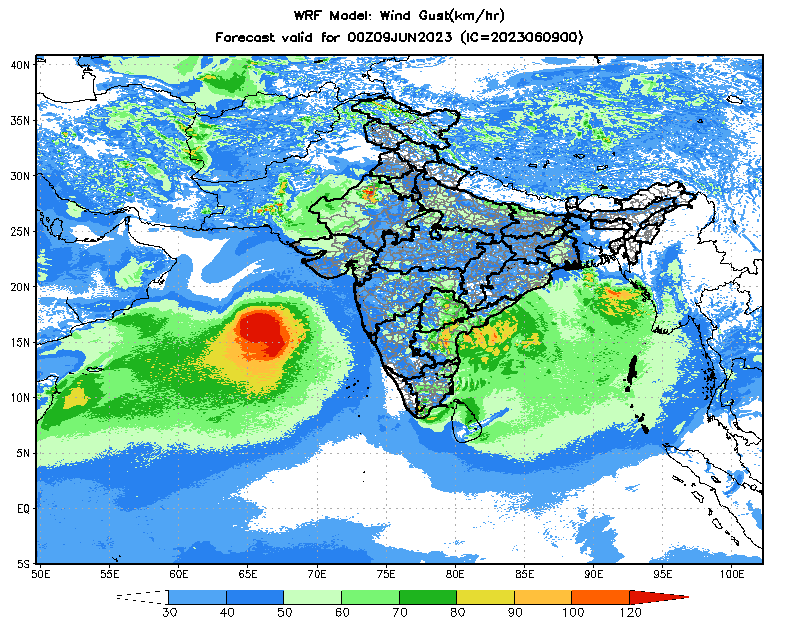 WRF Model: Wind Gust(km/hr)
Forecast valid for 00Z09JUN2023 (IC=2023060900)
40N
35N
30N
25N
20N
15N
10N
5N
EQ
5S
50E 55E 60E 65E 70E 75E 80E 85E 90E 95E 100E
30 40 50 60 70 80 90 100 120